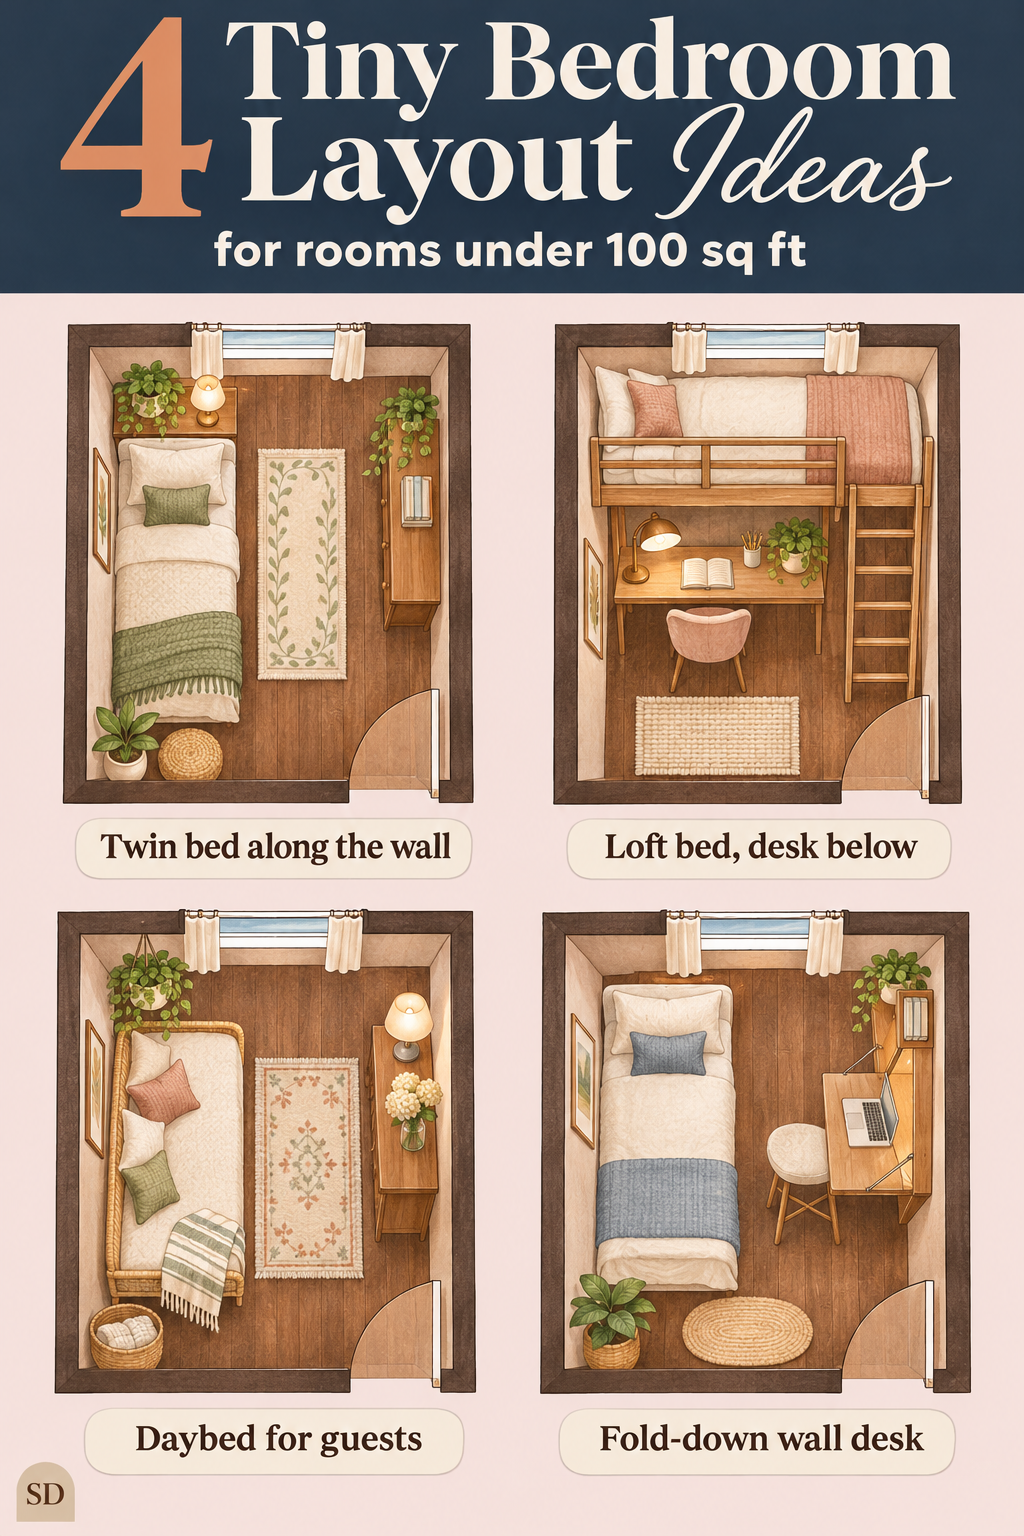 4 Tiny Bedroom
Layout Ideas
for rooms under 100 sq ft
Twin bed along the wall
Loft bed, desk below
Daybed for guests
Fold-down wall desk
SD